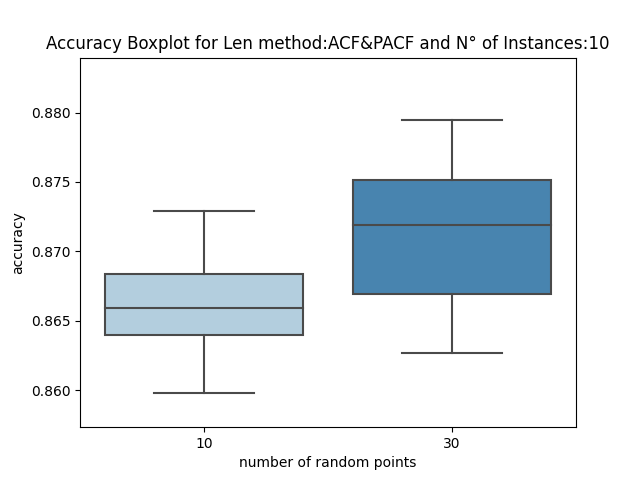 Accuracy Boxplot for Len method:ACF&PACF and N° of Instances:10
0.880
0.875
0.870
0.865
0.860
accuracy
10
30
number of random points